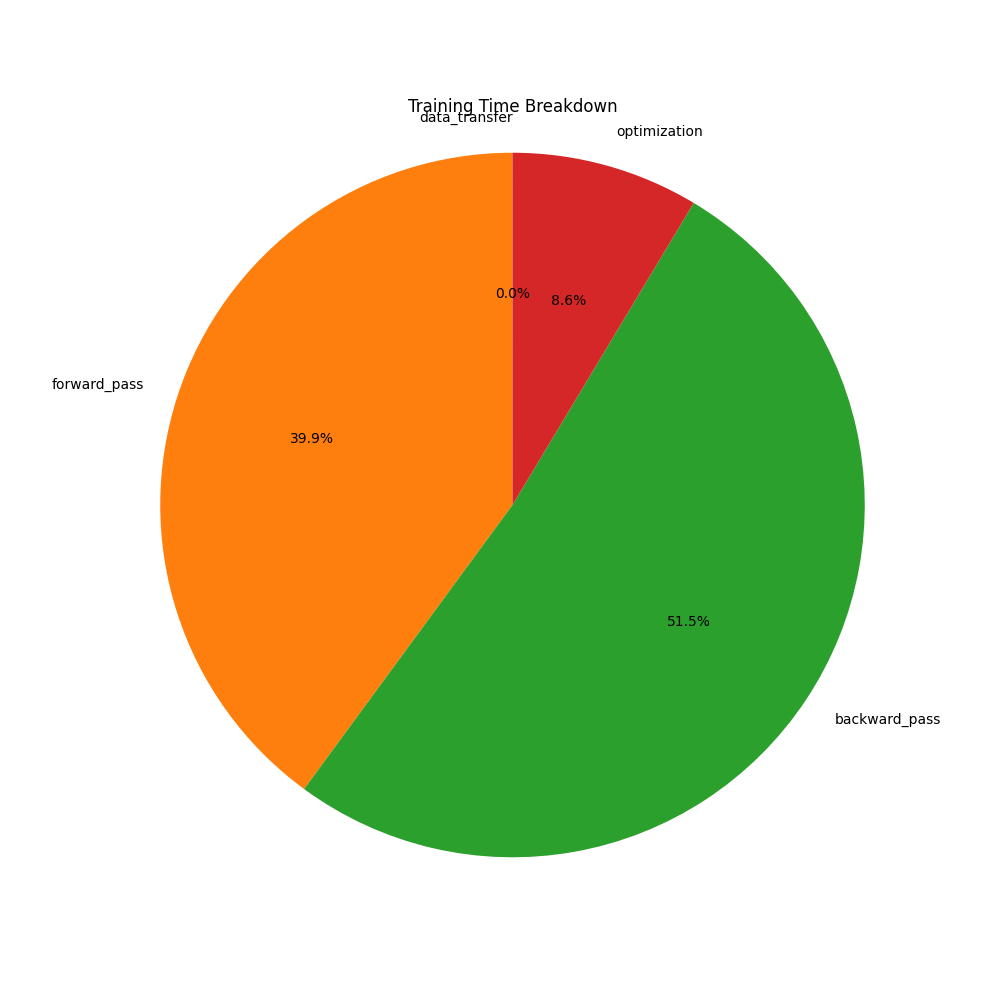 Training Time Breakdown
data_transfer
optimization
0.0%
8.6%
forward_pass
39.9%
51.5%
backward_pass